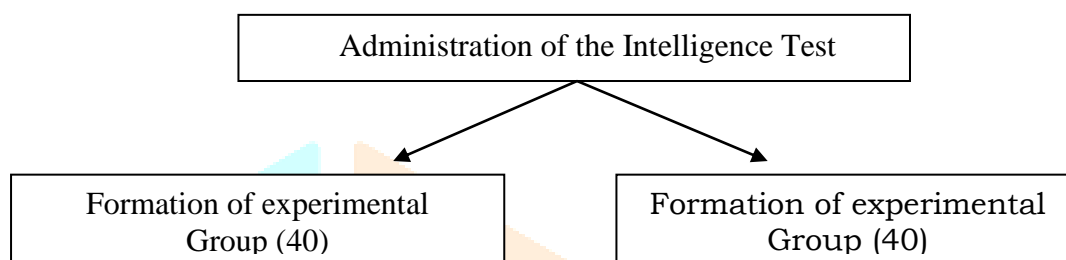 Administration of the Intelligence Test
Formation of experimental
Group (40)
Formation of experimental
Group (40)